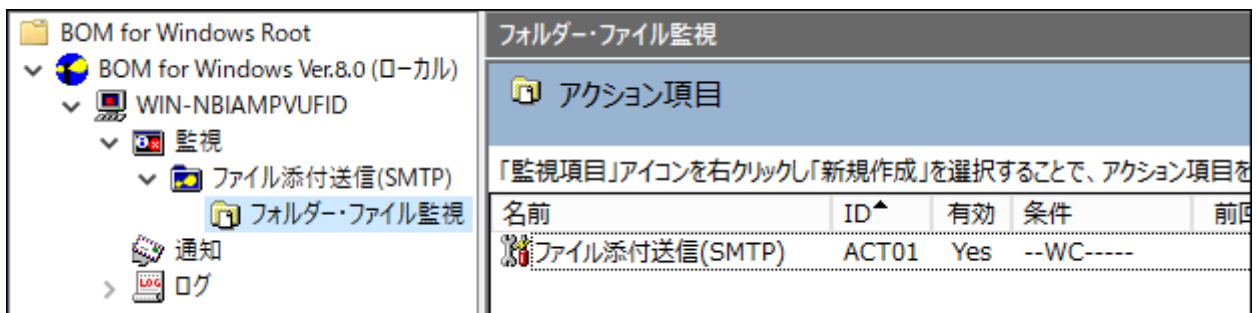 BOM for Windows Root
BOM for Windows Ver.8.0 (ローカル)
WIN-NBIAMPVUFID
監視
ファイル添付送信(SMTP)
フォルダー・ファイル監視
通知
LOG
ログ
フォルダー・ファイル監視
アクション項目
「監視項目」アイコンを右クリックし「新規作成」を選択することで、アクション項目を
名前 ID 有効 条件 前回
ファイル添付送信(SMTP) ACT01 Yes --WC-----